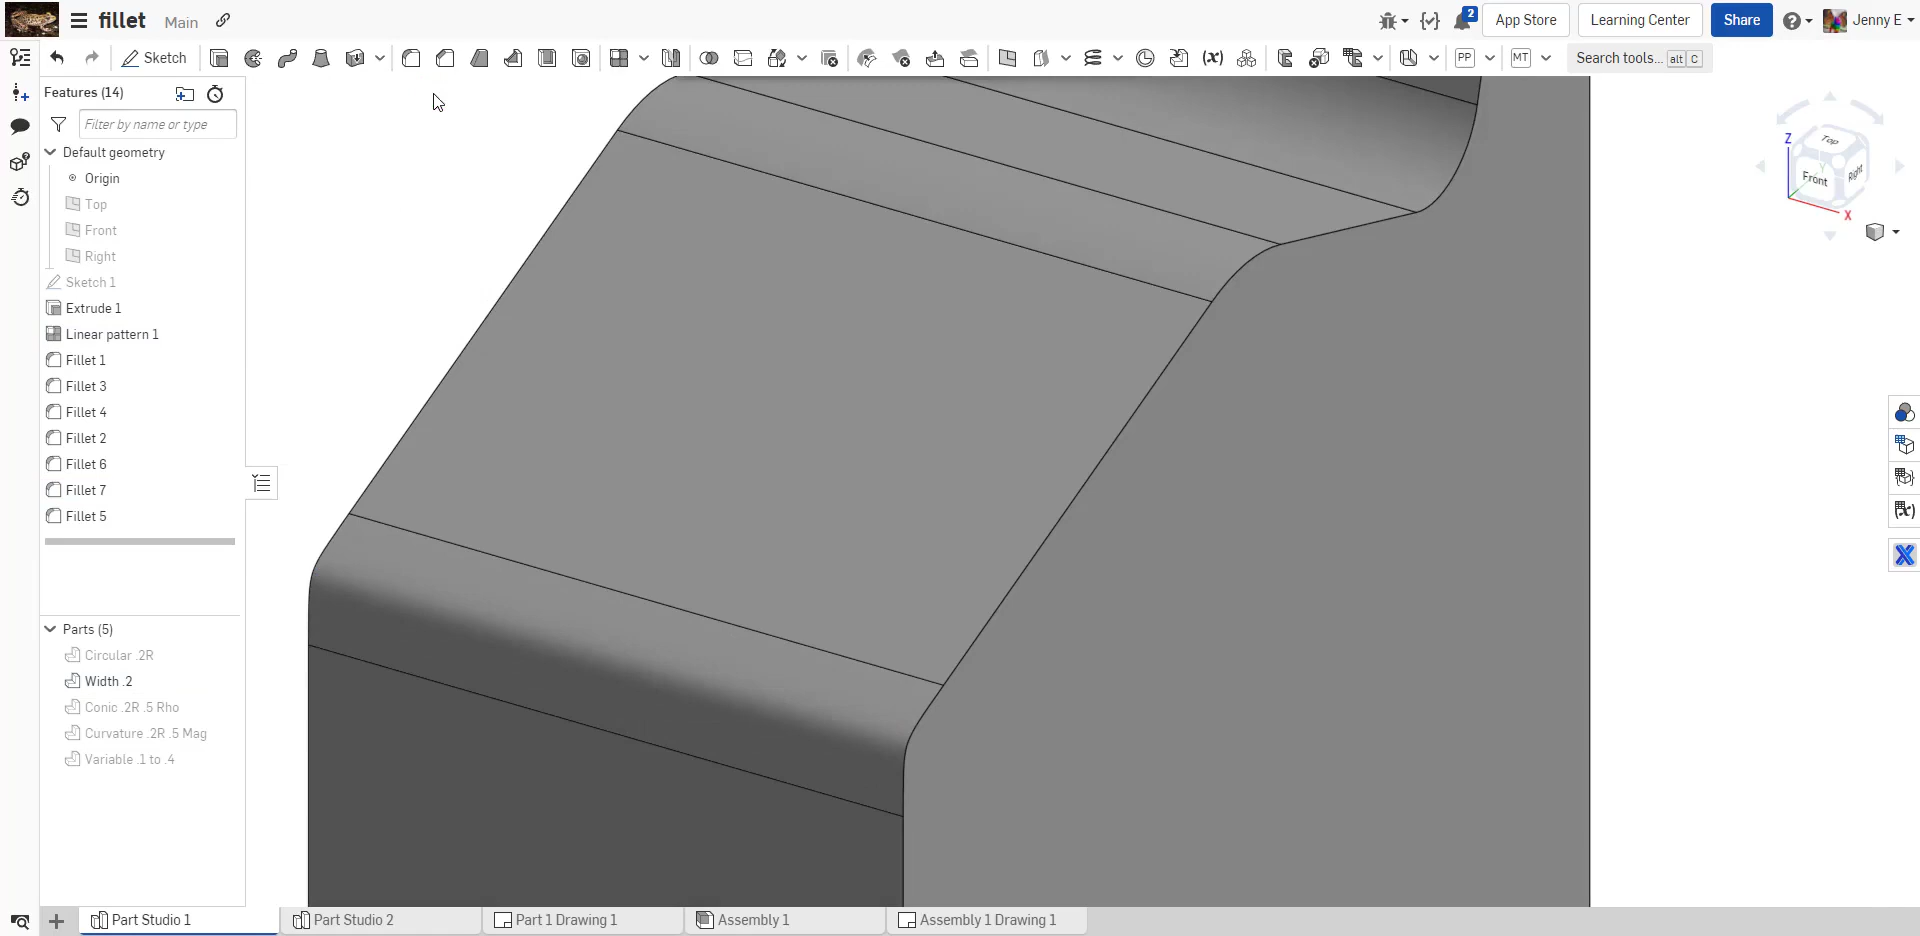 fillet Main 2 App Store Learning Center Share Jenny E
Sketch PP MT Search tools... alt C
Features (14)
Filter by name or type
Default geometry
Origin
Top
Front
Right
Sketch 1
Extrude 1
Linear pattern 1
Fillet 1
Fillet 3
Fillet 4
Fillet 2
Fillet 6
Fillet 7
Fillet 5
Parts (5)
Circular .2R
Width .2
Conic .2R .5 Rho
Curvature .2R .5 Mag
Variable .1 to .4
Z
Top
Front Right
X
Part Studio 1 Part Studio 2 Part 1 Drawing 1 Assembly 1 Assembly 1 Drawing 1